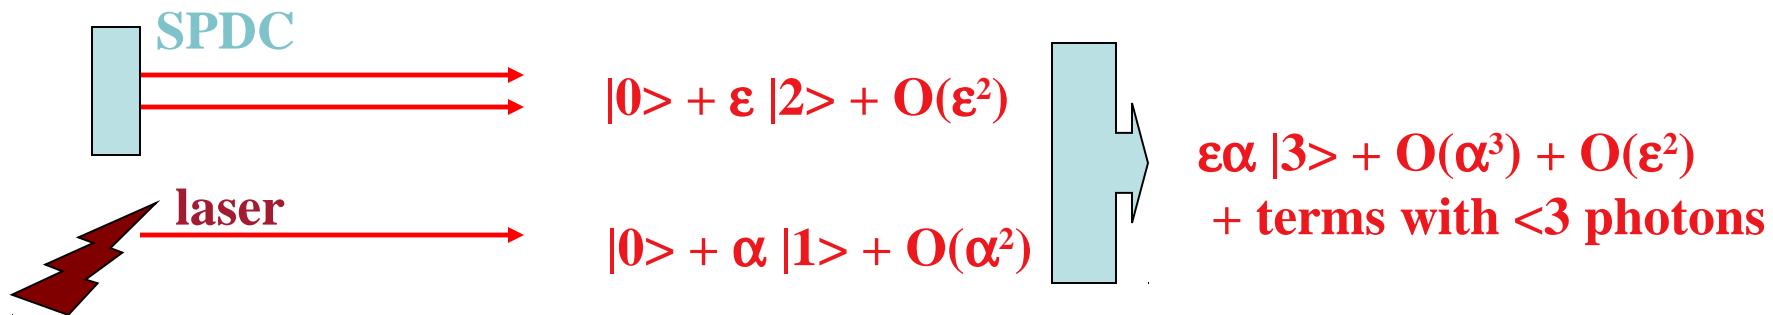 SPDC
|0> + ε |2> + O(ε²)
laser
|0> + α |1> + O(α²)
εα |3> + O(α³) + O(ε²)
+ terms with <3 photons